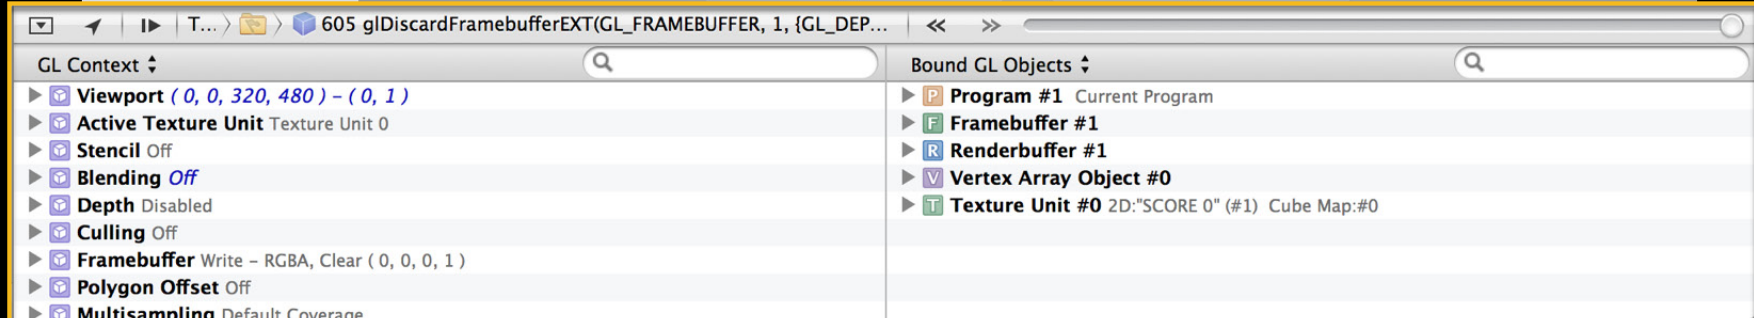 T... 605 glDiscardFramebufferEXT(GL_FRAMEBUFFER, 1, {GL_DEP...
GL Context
Viewport ( 0, 0, 320, 480 ) – ( 0, 1 )
Active Texture Unit Texture Unit 0
Stencil Off
Blending Off
Depth Disabled
Culling Off
Framebuffer Write – RGBA, Clear ( 0, 0, 0, 1 )
Polygon Offset Off
Multisampling Default Coverage
Bound GL Objects
P Program #1 Current Program
F Framebuffer #1
R Renderbuffer #1
V Vertex Array Object #0
T Texture Unit #0 2D:"SCORE 0" (#1) Cube Map:#0